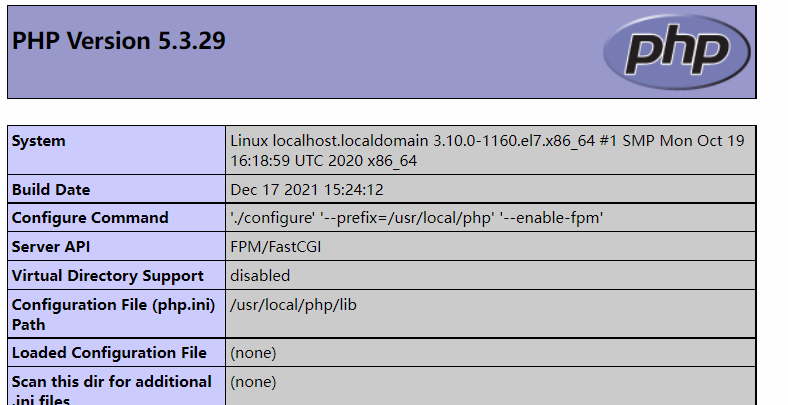 PHP Version 5.3.29
php
System
Linux localhost.localdomain 3.10.0-1160.el7.x86_64 #1 SMP Mon Oct 19
16:18:59 UTC 2020 x86_64
Build Date
Dec 17 2021 15:24:12
Configure Command
'./configure' '--prefix=/usr/local/php' '--enable-fpm'
Server API
FPM/FastCGI
Virtual Directory Support
disabled
Configuration File (php.ini)
Path
/usr/local/php/lib
Loaded Configuration File
(none)
Scan this dir for additional
.ini files
(none)